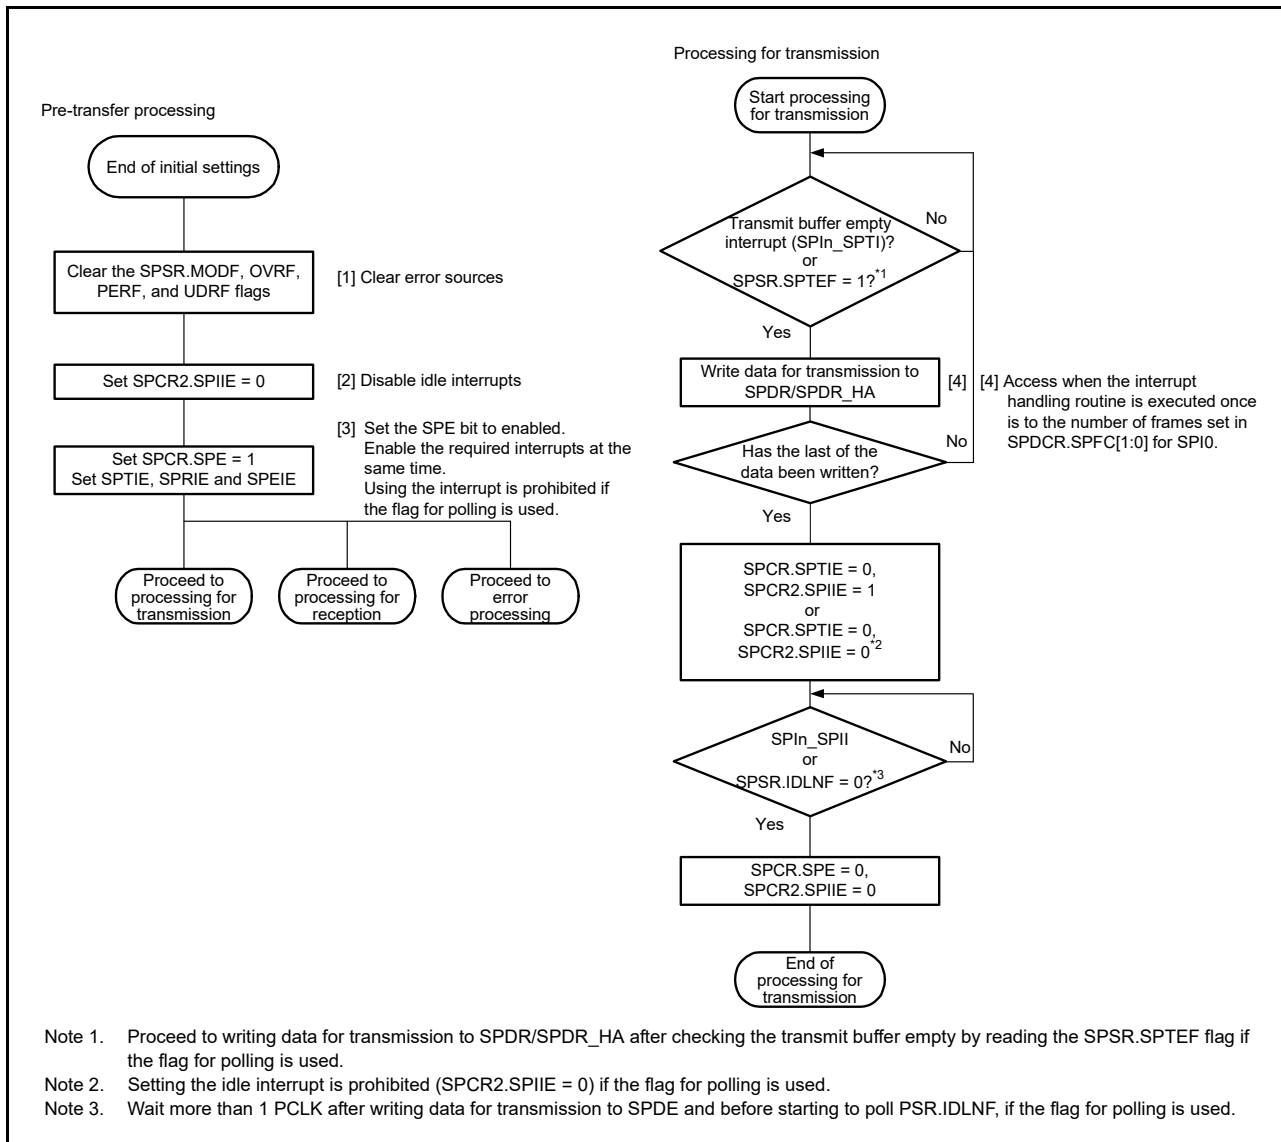 Pre-transfer processing
End of initial settings
Clear the SPSR.MODF, OVRF,
PERF, and UDRF flags
[1] Clear error sources
Set SPCR2.SPIIE = 0
[2] Disable idle interrupts
Set SPCR.SPE = 1
Set SPTIE, SPRIE and SPEIE
[3] Set the SPE bit to enabled.
Enable the required interrupts at the
same time.
Using the interrupt is prohibited if
the flag for polling is used.
Proceed to
processing for
transmission
Proceed to
processing for
reception
Proceed to
error
processing
Processing for transmission
Start processing
for transmission
Transmit buffer empty
interrupt (SPIn_SPTI)?
or
SPSR.SPTEF = 1?*1
No
Yes
Write data for transmission to
SPDR/SPDR_HA
[4]
[4] Access when the interrupt
handling routine is executed once
is to the number of frames set in
SPDCR.SPFC[1:0] for SPI0.
Has the last of the
data been written?
No
Yes
SPCR.SPTIE = 0,
SPCR2.SPIIE = 1
or
SPCR.SPTIE = 0,
SPCR2.SPIIE = 0*2
SPIn_SPII
or
SPSR.IDLNF = 0?*3
No
Yes
SPCR.SPE = 0,
SPCR2.SPIIE = 0
End of
processing for
transmission
Note 1. Proceed to writing data for transmission to SPDR/SPDR_HA after checking the transmit buffer empty by reading the SPSR.SPTEF flag if
the flag for polling is used.
Note 2. Setting the idle interrupt is prohibited (SPCR2.SPIIE = 0) if the flag for polling is used.
Note 3. Wait more than 1 PCLK after writing data for transmission to SPDE and before starting to poll PSR.IDLNF, if the flag for polling is used.